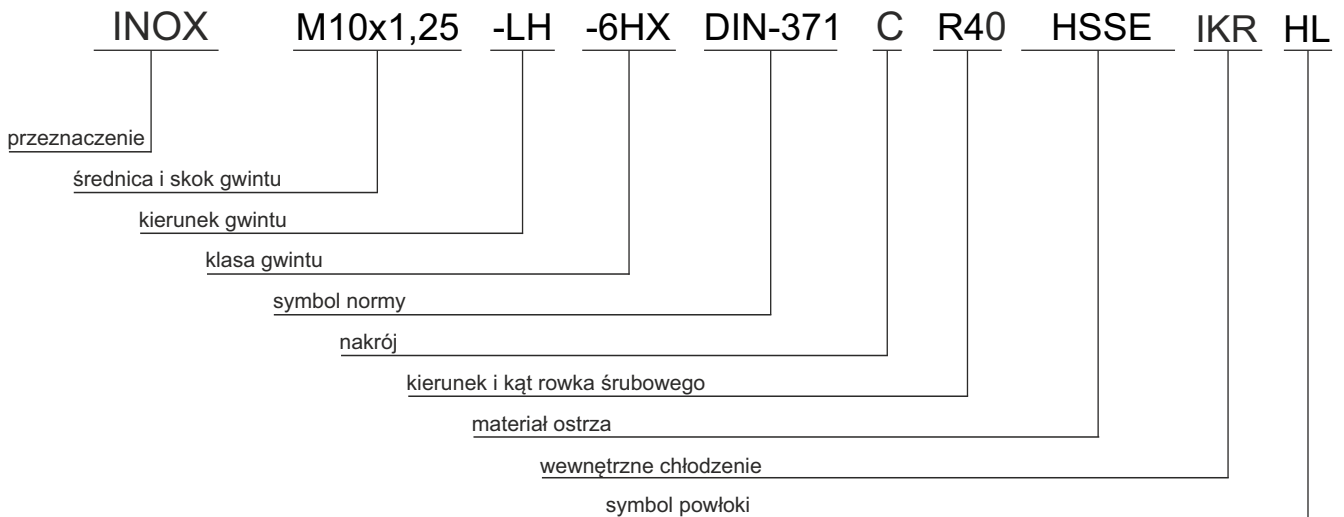 INOX M10x1,25 -LH -6HX DIN-371 C R40 HSSE IKR HL
przeznaczenie
średnica i skok gwintu
kierunek gwintu
klasa gwintu
symbol normy
nakrój
kierunek i kąt rowka śrubowego
materiał ostrza
wewnętrzne chłodzenie
symbol powłoki